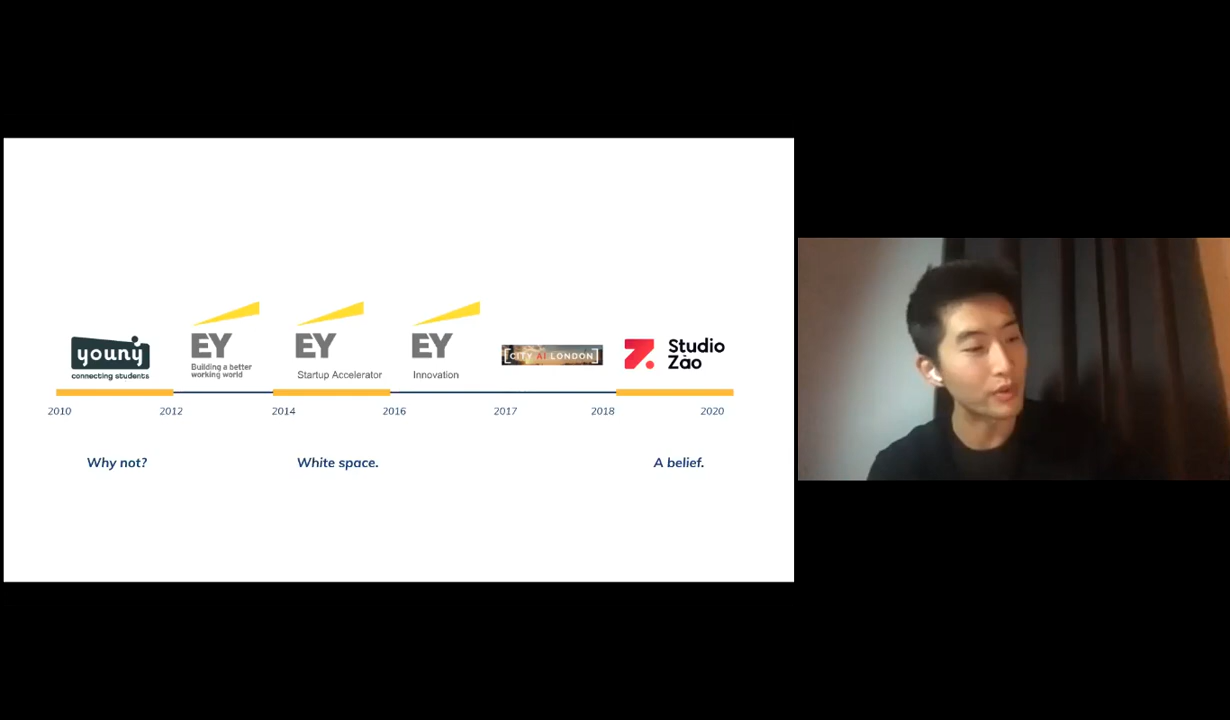 youny
connecting students
EY
Building a better
working world
EY
Startup Accelerator
EY
Innovation
[CITY AI LONDON]
Studio
Zao
2010
2012
2014
2016
2017
2018
2020
Why not?
White space.
A belief.